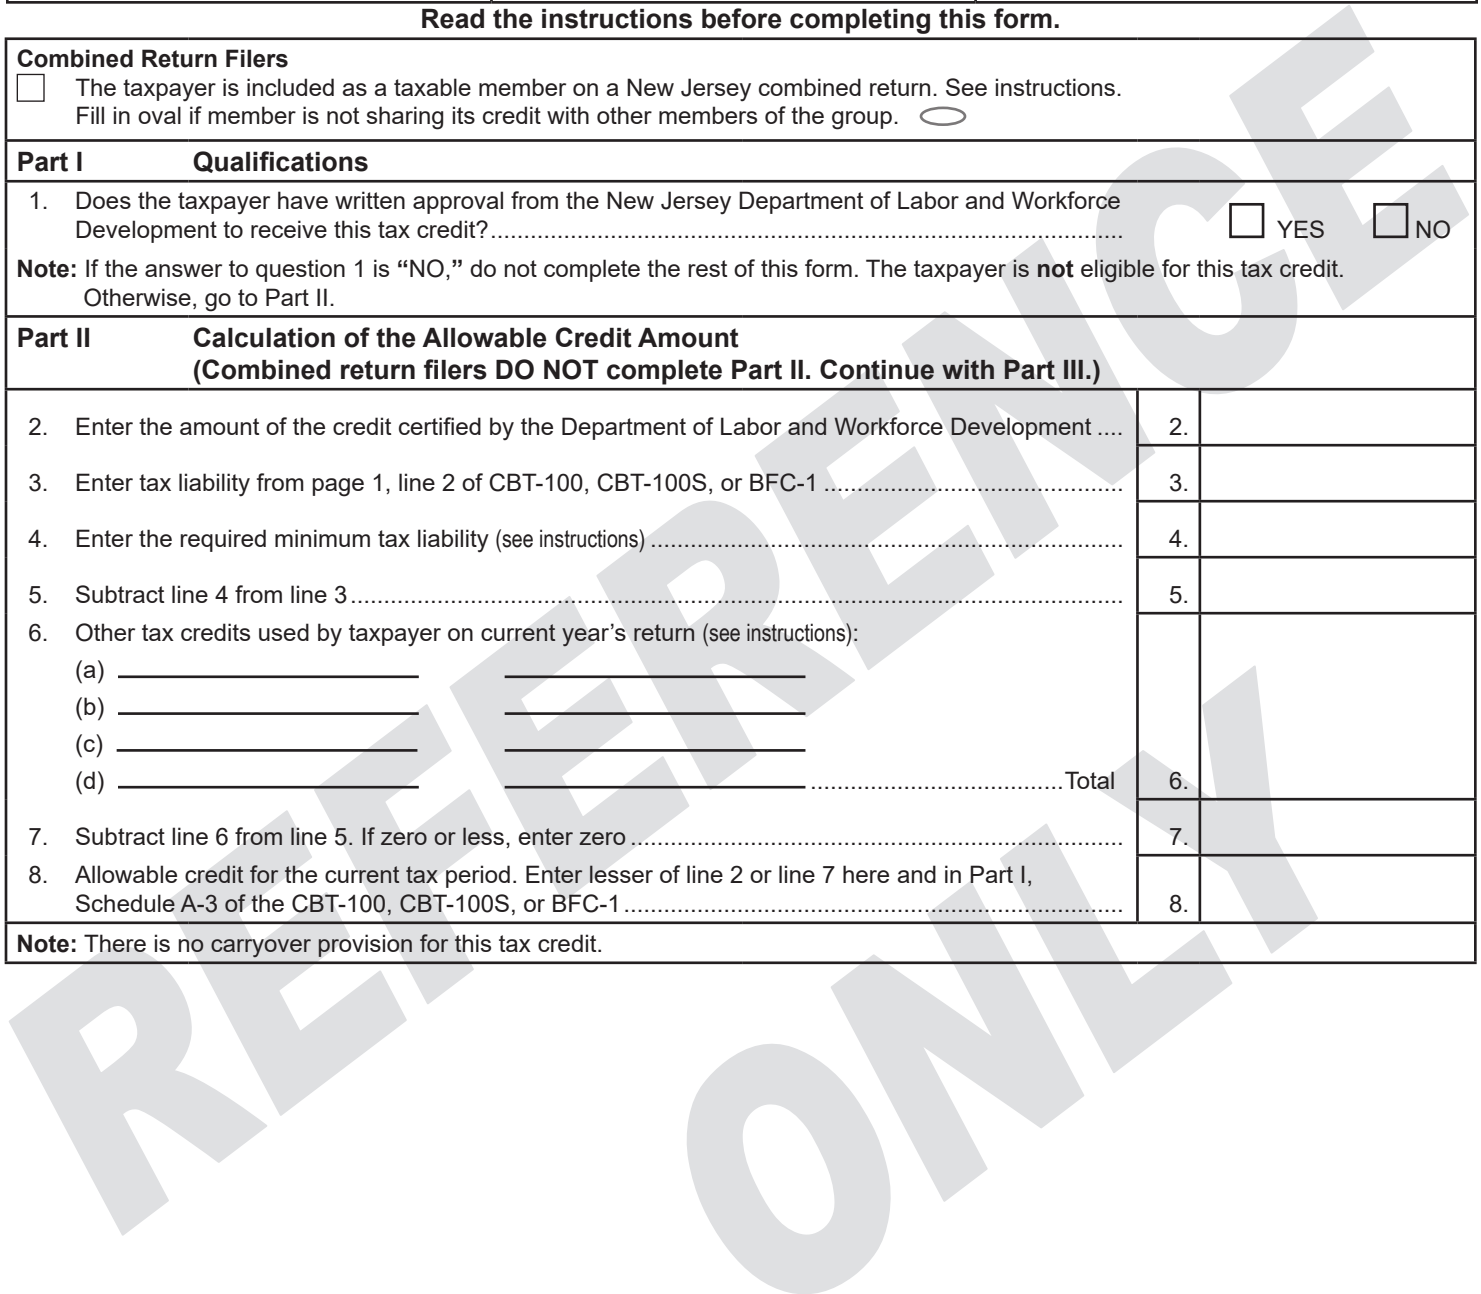 Read the instructions before completing this form.
Combined Return Filers
The taxpayer is included as a taxable member on a New Jersey combined return. See instructions.
Fill in oval if member is not sharing its credit with other members of the group.
Part I Qualifications
1. Does the taxpayer have written approval from the New Jersey Department of Labor and Workforce
Development to receive this tax credit?................................................................................................ YES NO
Note: If the answer to question 1 is “NO,” do not complete the rest of this form. The taxpayer is not eligible for this tax credit.
Otherwise, go to Part II.
Part II Calculation of the Allowable Credit Amount
(Combined return filers DO NOT complete Part II. Continue with Part III.)
2. Enter the amount of the credit certified by the Department of Labor and Workforce Development .... 2.
3. Enter tax liability from page 1, line 2 of CBT-100, CBT-100S, or BFC-1 ............................................. 3.
4. Enter the required minimum tax liability (see instructions) ....................................................................... 4.
5. Subtract line 4 from line 3.................................................................................................................... 5.
6. Other tax credits used by taxpayer on current year’s return (see instructions):
(a)
(b)
(c)
(d) ......................................Total 6.
7. Subtract line 6 from line 5. If zero or less, enter zero .......................................................................... 7.
8. Allowable credit for the current tax period. Enter lesser of line 2 or line 7 here and in Part I,
Schedule A-3 of the CBT-100, CBT-100S, or BFC-1........................................................................... 8.
Note: There is no carryover provision for this tax credit.
REFERENCE
ONLY